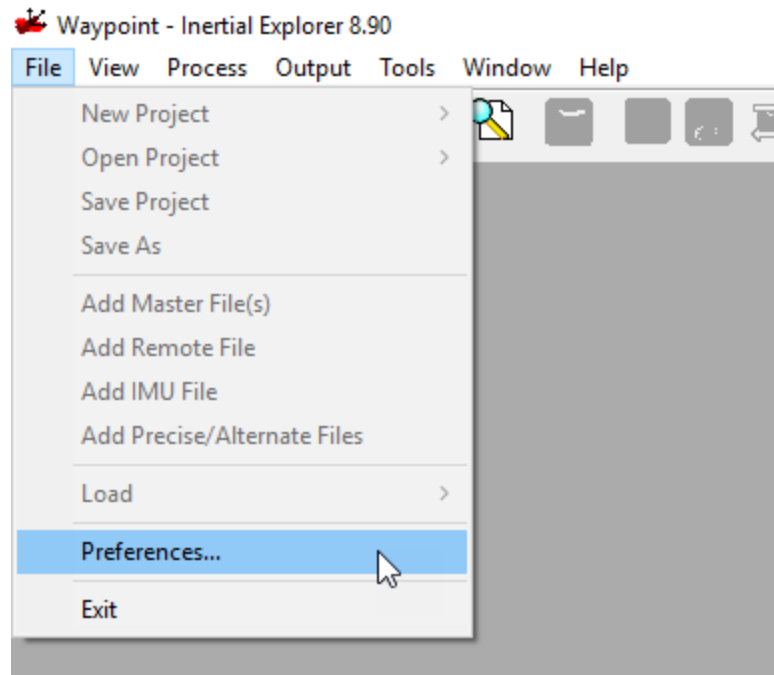 Waypoint - Inertial Explorer 8.90
File View Process Output Tools Window Help
New Project
Open Project
Save Project
Save As
Add Master File(s)
Add Remote File
Add IMU File
Add Precise/Alternate Files
Load
Preferences...
Exit